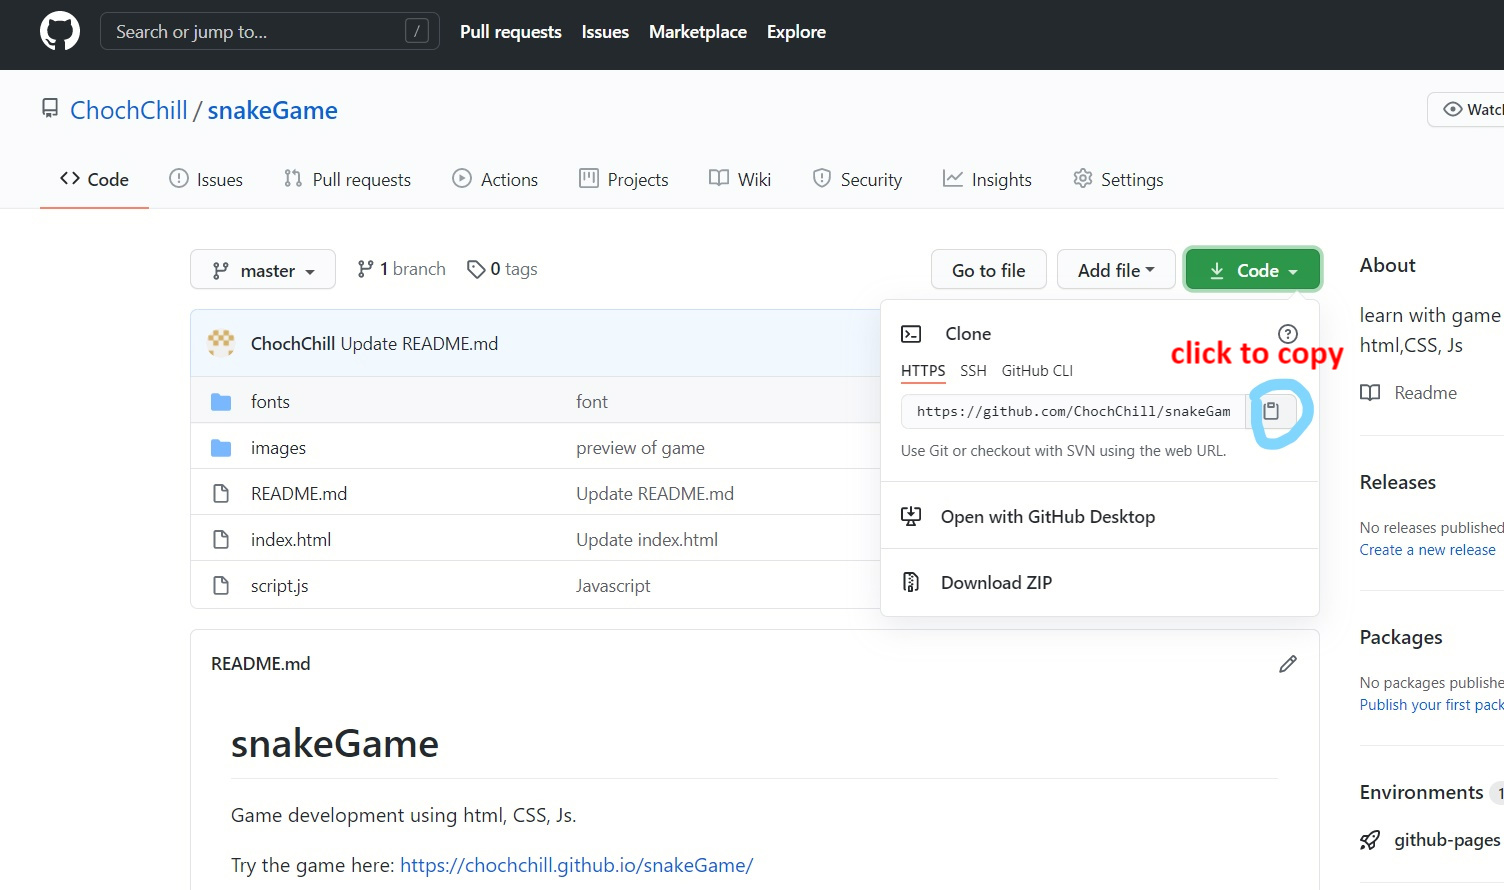 Search or jump to... /
Pull requests Issues Marketplace Explore
ChochChill / snakeGame
Watch
Code Issues Pull requests Actions Projects Wiki Security Insights Settings
master 1 branch 0 tags
Go to file Add file Code
ChochChill Update README.md
fonts font
images preview of game
README.md Update README.md
index.html Update index.html
script.js Javascript
Clone
click to copy
HTTPS SSH GitHub CLI
https://github.com/ChochChill/snakeGam
Use Git or checkout with SVN using the web URL.
Open with GitHub Desktop
Download ZIP
README.md
snakeGame
Game development using html, CSS, Js.
Try the game here: https://chochchill.github.io/snakeGame/
About
learn with game
html,CSS, Js
Readme
Releases
No releases published
Create a new release
Packages
No packages publishe
Publish your first pack
Environments 1
github-pages